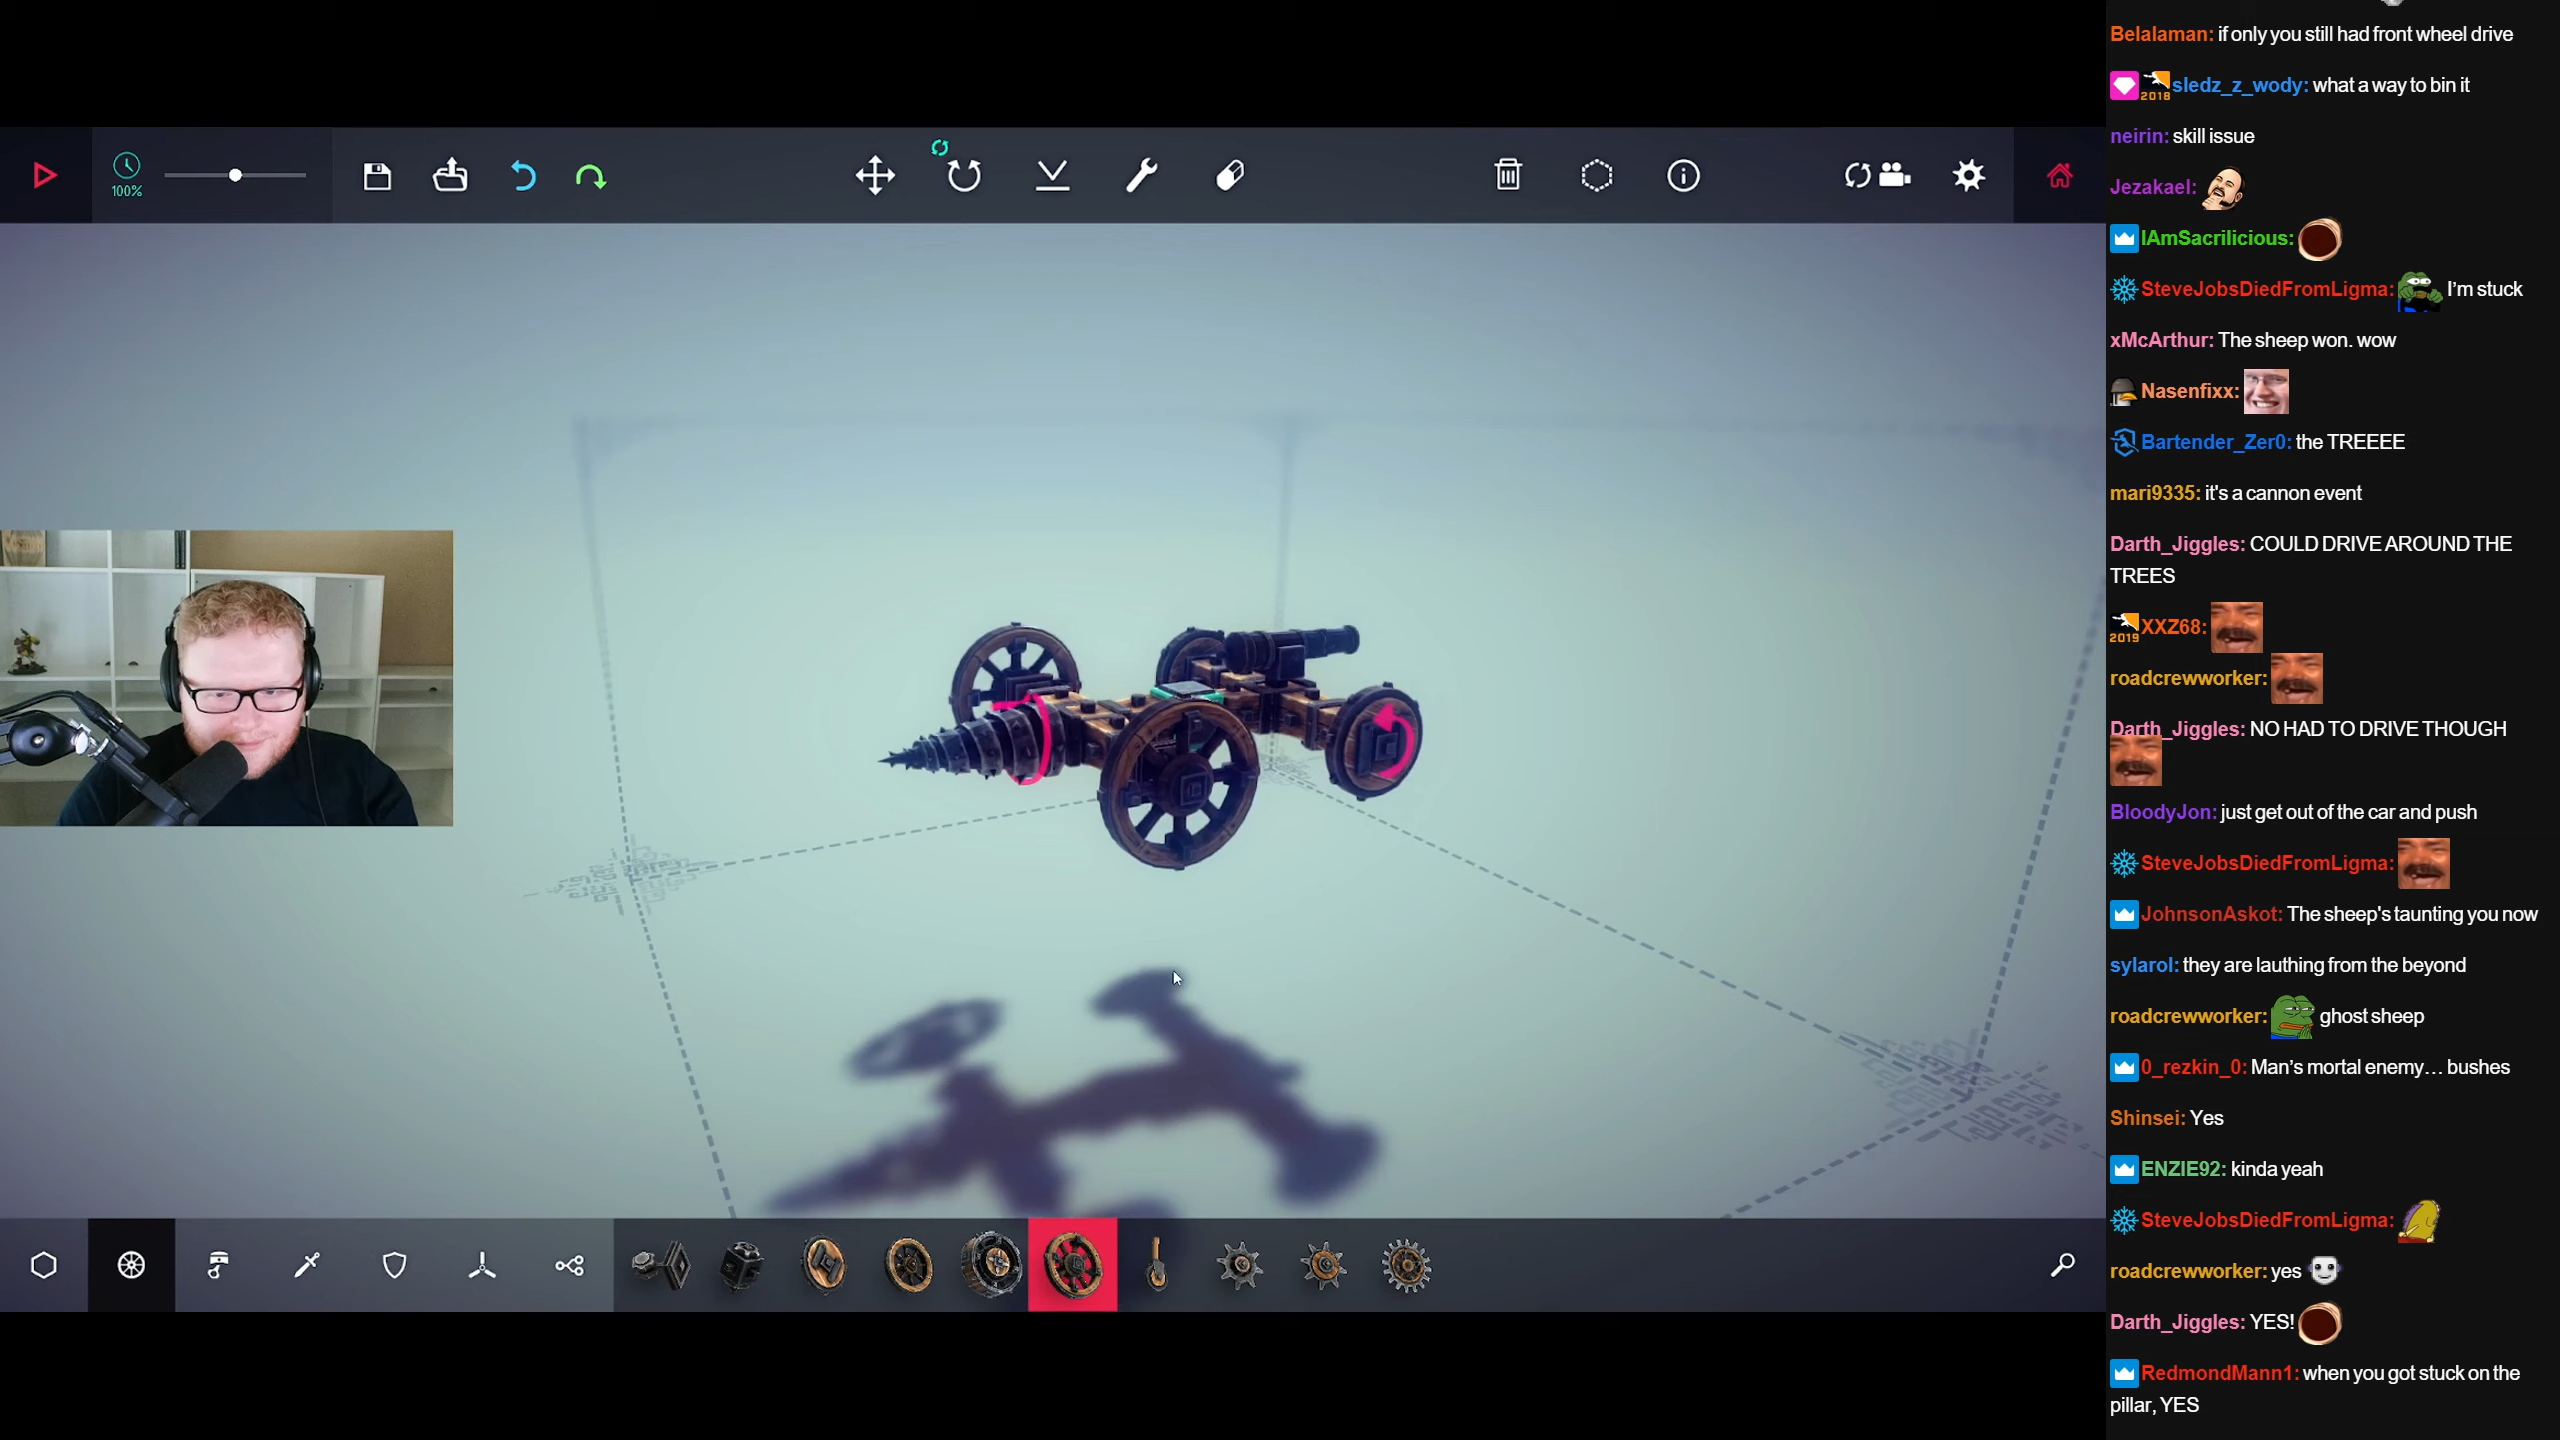 100%
Belalaman: if only you still had front wheel drive
2018 sledz_z_wody: what a way to bin it
neirin: skill issue
Jezakael:
IAmSacrilicious:
SteveJobsDiedFromLigma: I'm stuck
xMcArthur: The sheep won. wow
Nasenfixx:
Bartender_Zer0: the TREEEE
mari9335: it's a cannon event
Darth_Jiggles: COULD DRIVE AROUND THE
TREES
2019 XXZ68:
roadcrewworker:
Darth_Jiggles: NO HAD TO DRIVE THOUGH
BloodyJon: just get out of the car and push
SteveJobsDiedFromLigma:
JohnsonAskot: The sheep's taunting you now
sylarol: they are lauthing from the beyond
roadcrewworker: ghost sheep
0_rezkin_0: Man's mortal enemy… bushes
Shinsei: Yes
ENZIE92: kinda yeah
SteveJobsDiedFromLigma:
roadcrewworker: yes
Darth_Jiggles: YES!
RedmondMann1: when you got stuck on the
pillar, YES